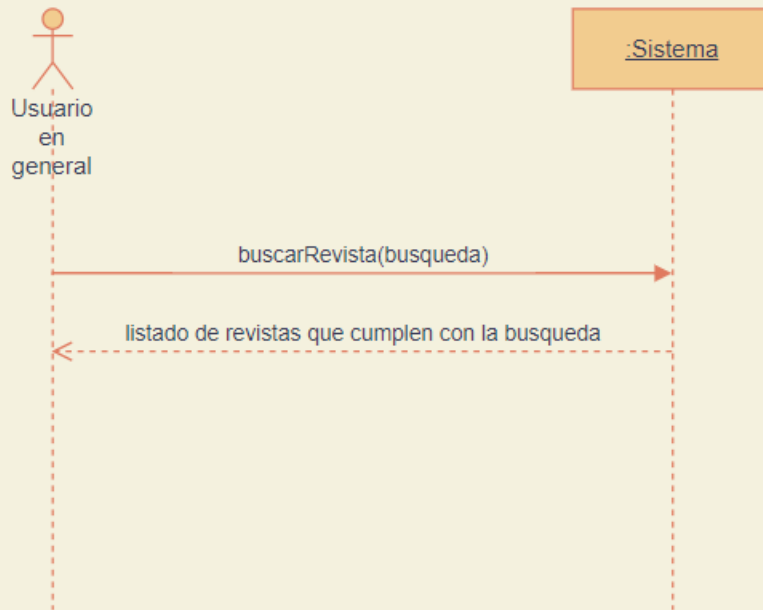 :Sistema
Usuario
en
general
buscarRevista(busqueda)
listado de revistas que cumplen con la busqueda